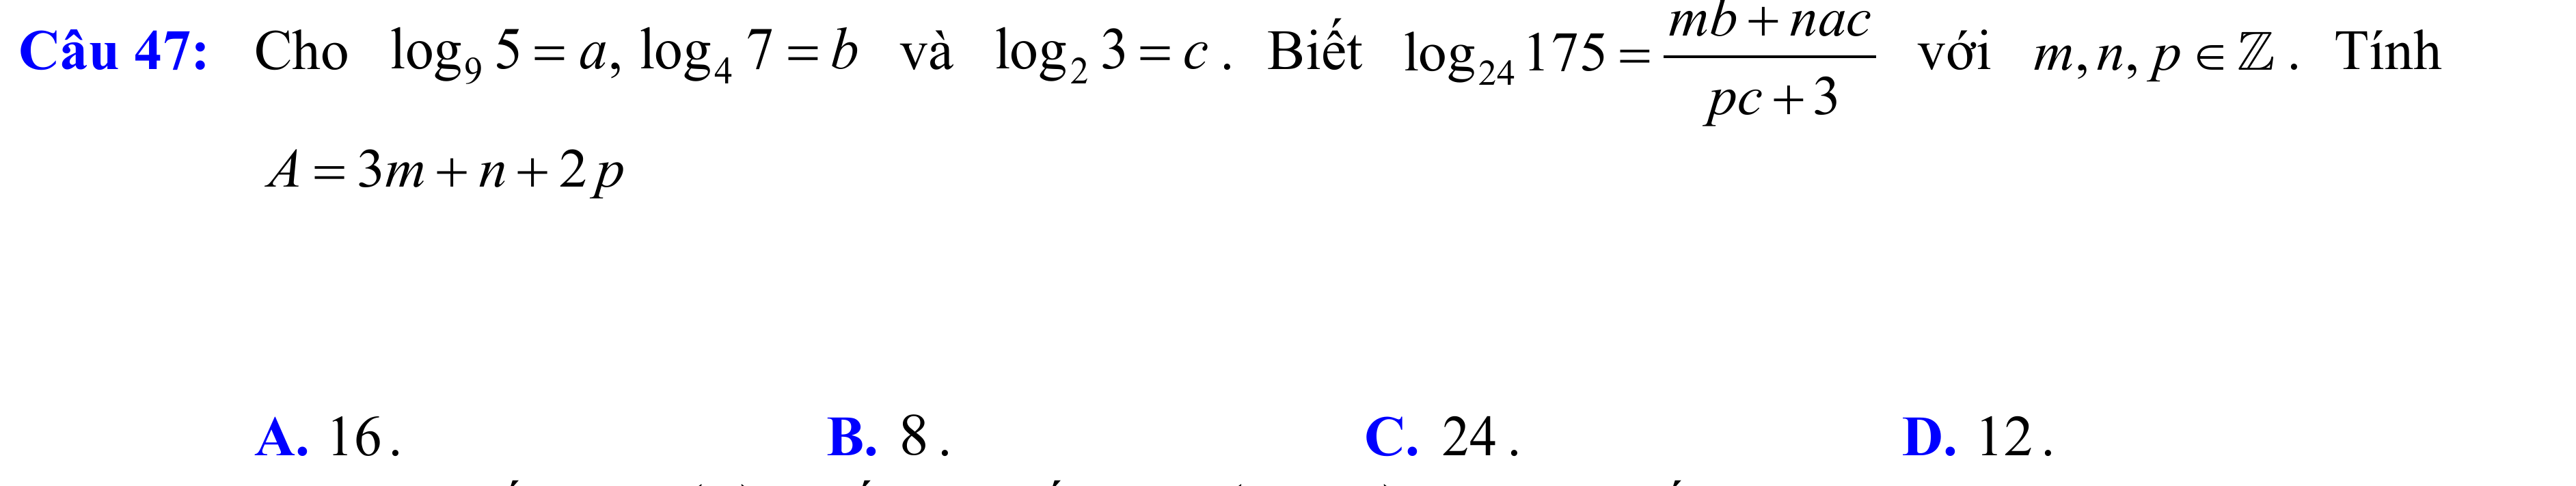 Câu 47: Cho log₉ 5 = a, log₄ 7 = b và log₂ 3 = c . Biết log₂₄ 175 = (mb + nac)/(pc + 3) với m, n, p ∈ ℤ . Tính
A = 3m + n + 2p
A. 16 . B. 8 . C. 24 . D. 12 .